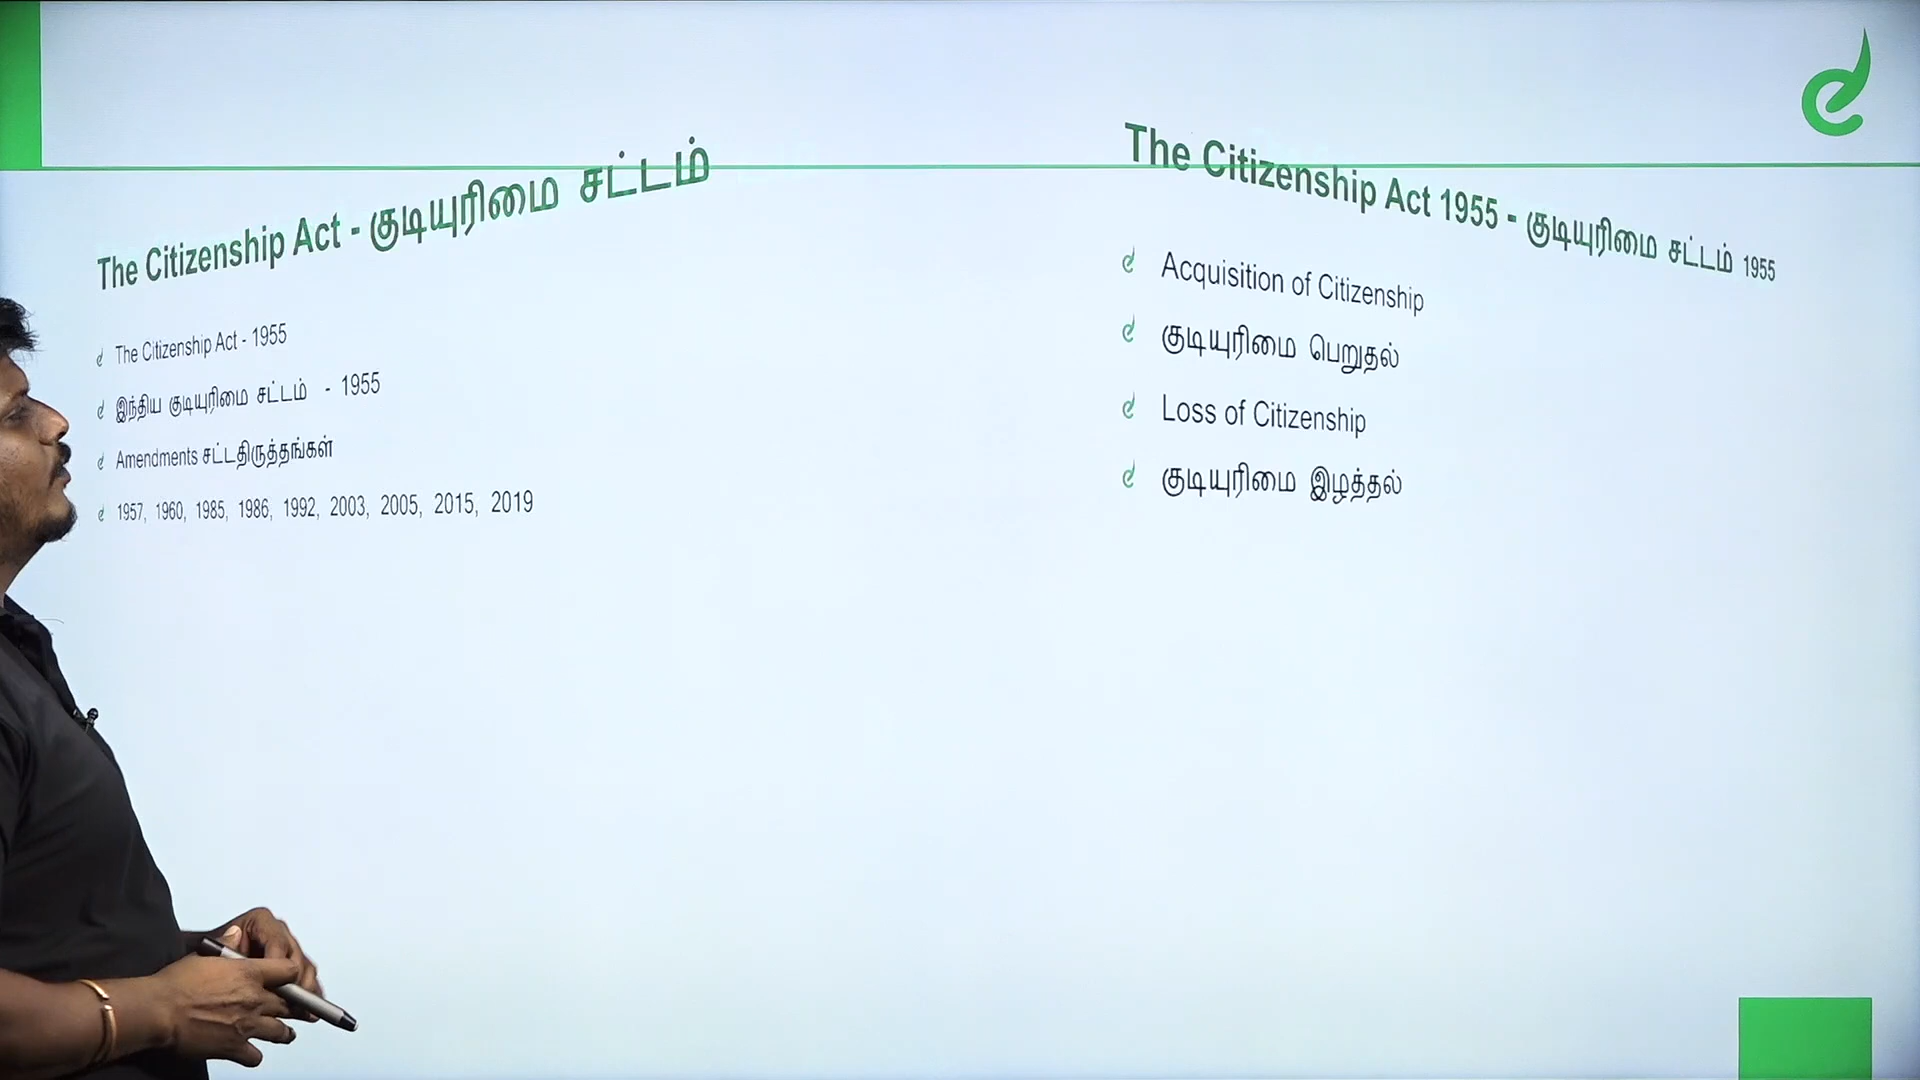 The Citizenship Act - குடியுரிமை சட்டம்
The Citizenship Act - 1955
இந்திய குடியுரிமை சட்டம் - 1955
Amendments சட்டதிருத்தங்கள்
1957, 1960, 1985, 1986, 1992, 2003, 2005, 2015, 2019
The Citizenship Act 1955 - குடியுரிமை சட்டம் 1955
Acquisition of Citizenship
குடியுரிமை பெறுதல்
Loss of Citizenship
குடியுரிமை இழத்தல்